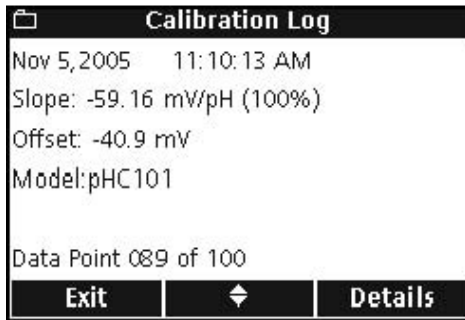 Calibration Log
Nov 5,2005 11:10:13 AM
Slope: -59.16 mV/pH (100%)
Offset: -40.9 mV
Model:pHC101
Data Point 089 of 100
Exit Details